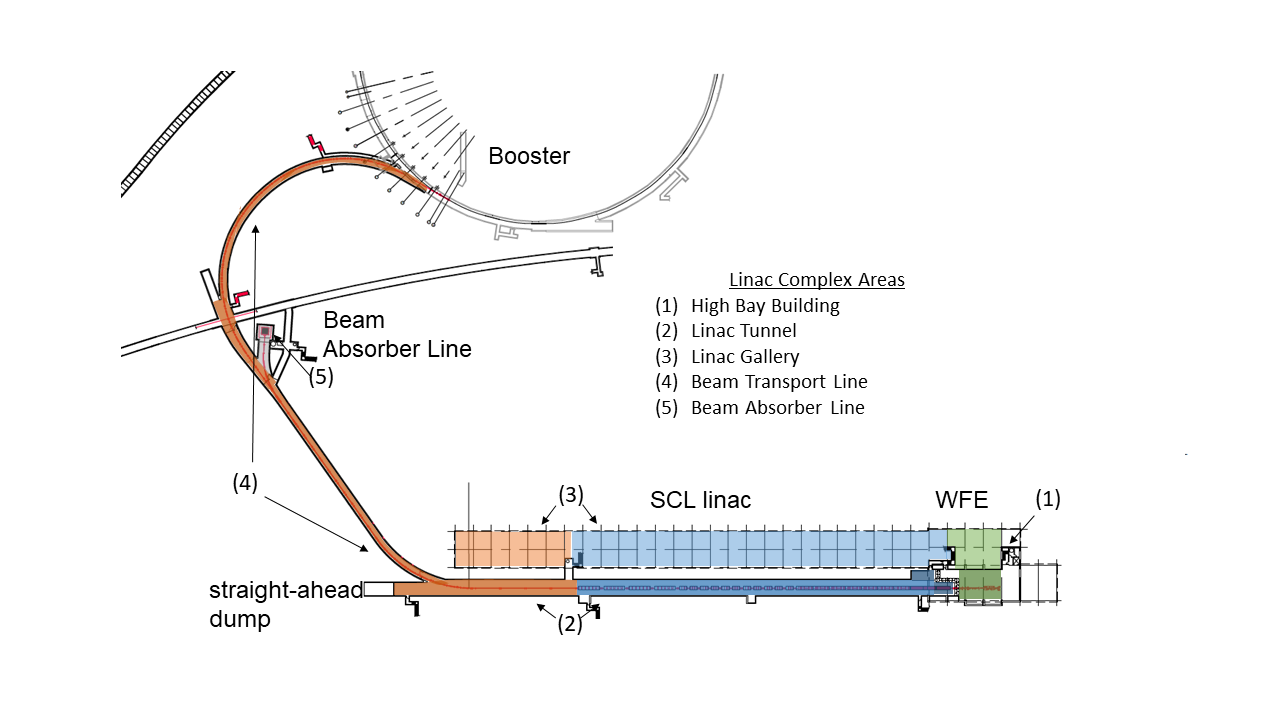 Booster
Linac Complex Areas
(1) High Bay Building
(2) Linac Tunnel
(3) Linac Gallery
(4) Beam Transport Line
(5) Beam Absorber Line
Beam
Absorber Line
(5)
(4)
(3)
SCL linac
WFE
(1)
straight-ahead
dump
(2)